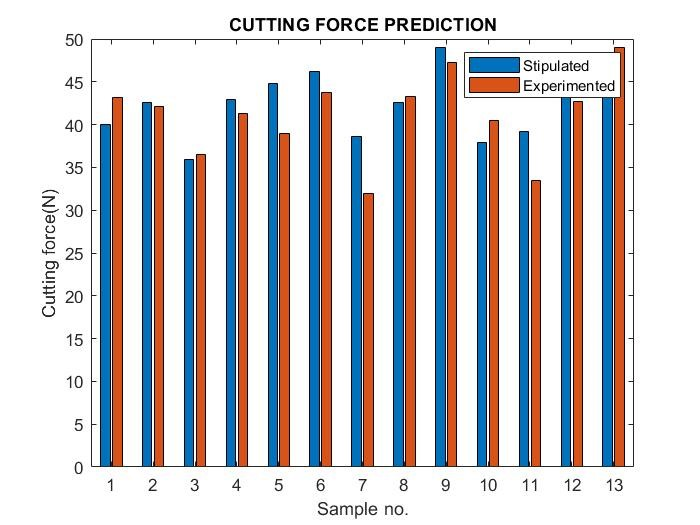 CUTTING FORCE PREDICTION
50
45
40
35
30
25
20
15
10
5
0
Cutting force(N)
Stipulated
Experimented
1 2 3 4 5 6 7 8 9 10 11 12 13
Sample no.